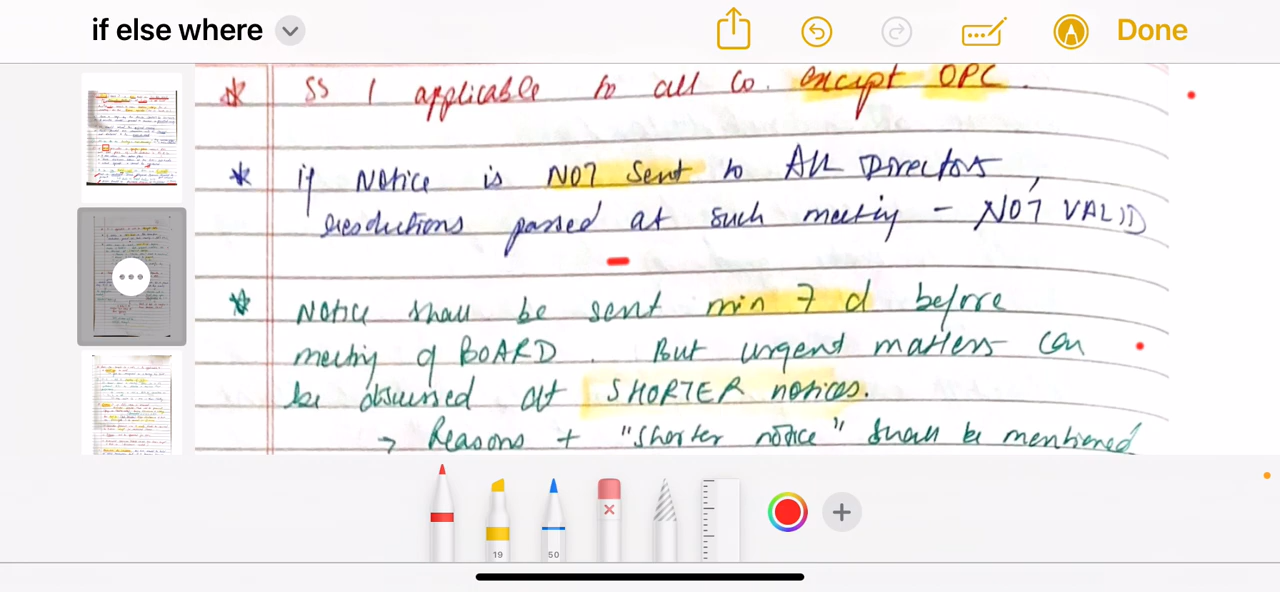 if else where
Done
SS 1 applicable to all Co. except OPC.
if Notice is NOT sent to All Directors,
resolutions passed at such meeting - NOT VALID
Notice shall be sent min 7 d before
meeting of BOARD. But urgent matters can
be discussed at SHORTER notices.
→ Reasons + "shorter notice" shall be mentioned
19
50